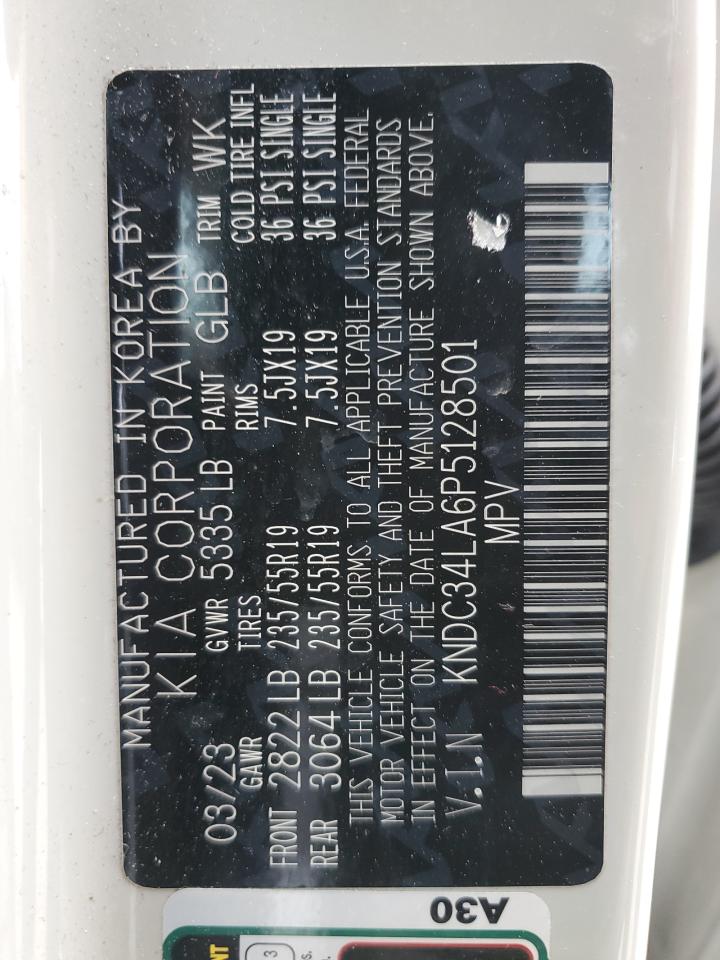 MANUFACTURED IN KOREA BY
KIA CORPORATION
03/23 GVWR 5335 LB PAINT GLB TRIM WK
GAWR TIRES RIMS COLD TIRE INFL
FRONT 2822 LB 235/55R19 7.5JX19 36 PSI SINGLE
REAR 3064 LB 235/55R19 7.5JX19 36 PSI SINGLE
THIS VEHICLE CONFORMS TO ALL APPLICABLE U.S.A FEDERAL
MOTOR VEHICLE SAFETY AND THEFT PREVENTION STANDARDS
IN EFFECT ON THE DATE OF MANUFACTURE SHOWN ABOVE.
V.I.N KNDC34LA6P5128501
MPV
A30
NT
3
s.